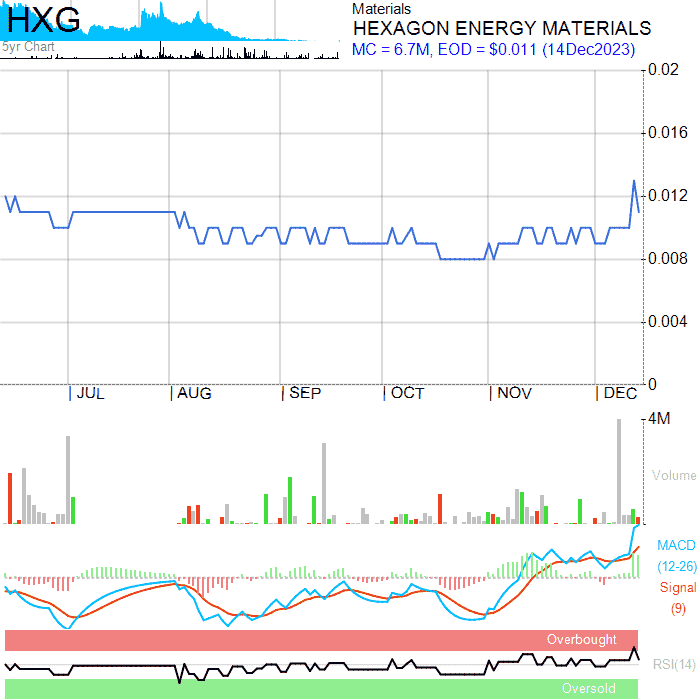 HXG
5yr Chart
Materials
HEXAGON ENERGY MATERIALS
MC = 6.7M, EOD = $0.011 (14Dec2023)
0.02
0.016
0.012
0.008
0.004
0
JUL AUG SEP OCT NOV DEC
4M
Volume
MACD
(12-26)
Signal
(9)
Overbought
RSI(14)
Oversold